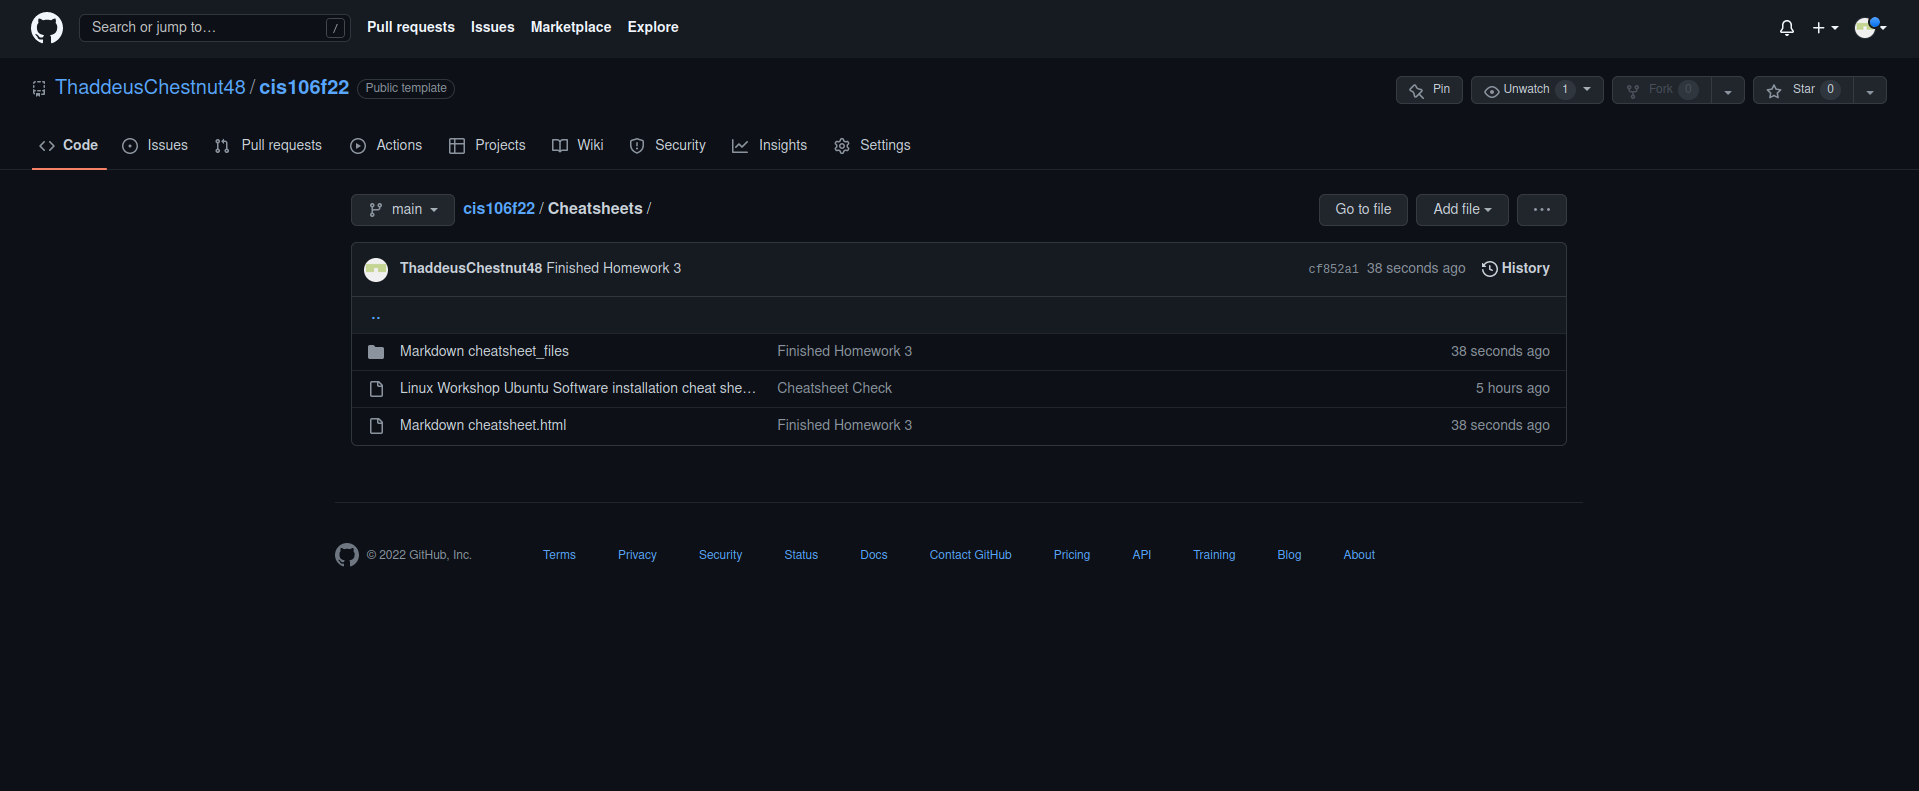 Search or jump to… / Pull requests Issues Marketplace Explore
ThaddeusChestnut48 / cis106f22 Public template Pin Unwatch 1 Fork 0 Star 0
Code Issues Pull requests Actions Projects Wiki Security Insights Settings
main cis106f22 / Cheatsheets / Go to file Add file ...
ThaddeusChestnut48 Finished Homework 3 cf852a1 38 seconds ago History
..
Markdown cheatsheet_files Finished Homework 3 38 seconds ago
Linux Workshop Ubuntu Software installation cheat she… Cheatsheet Check 5 hours ago
Markdown cheatsheet.html Finished Homework 3 38 seconds ago
© 2022 GitHub, Inc. Terms Privacy Security Status Docs Contact GitHub Pricing API Training Blog About